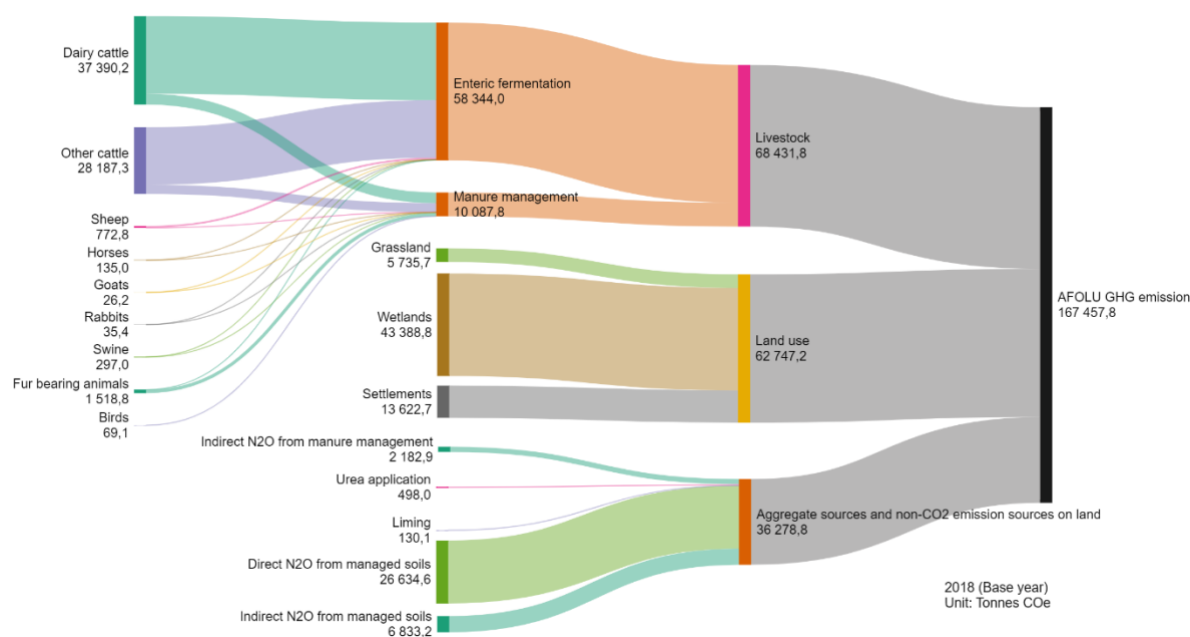 Dairy cattle
37 390,2
Other cattle
28 187,3
Sheep
772,8
Horses
135,0
Goats
26,2
Rabbits
35,4
Swine
297,0
Fur bearing animals
1 518,8
Birds
69,1
Enteric fermentation
58 344,0
Manure management
10 087,8
Grassland
5 735,7
Wetlands
43 388,8
Settlements
13 622,7
Indirect N2O from manure management
2 182,9
Urea application
498,0
Liming
130,1
Direct N2O from managed soils
26 634,6
Indirect N2O from managed soils
6 833,2
Livestock
68 431,8
Land use
62 747,2
Aggregate sources and non-CO2 emission sources on land
36 278,8
AFOLU GHG emission
167 457,8
2018 (Base year)
Unit: Tonnes COe